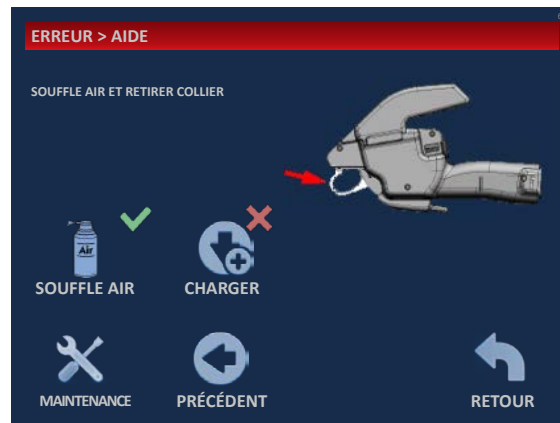 ERREUR > AIDE
SOUFFLE AIR ET RETIRER COLLIER
Air
SOUFFLE AIR
CHARGER
MAINTENANCE
PRÉCÉDENT
RETOUR